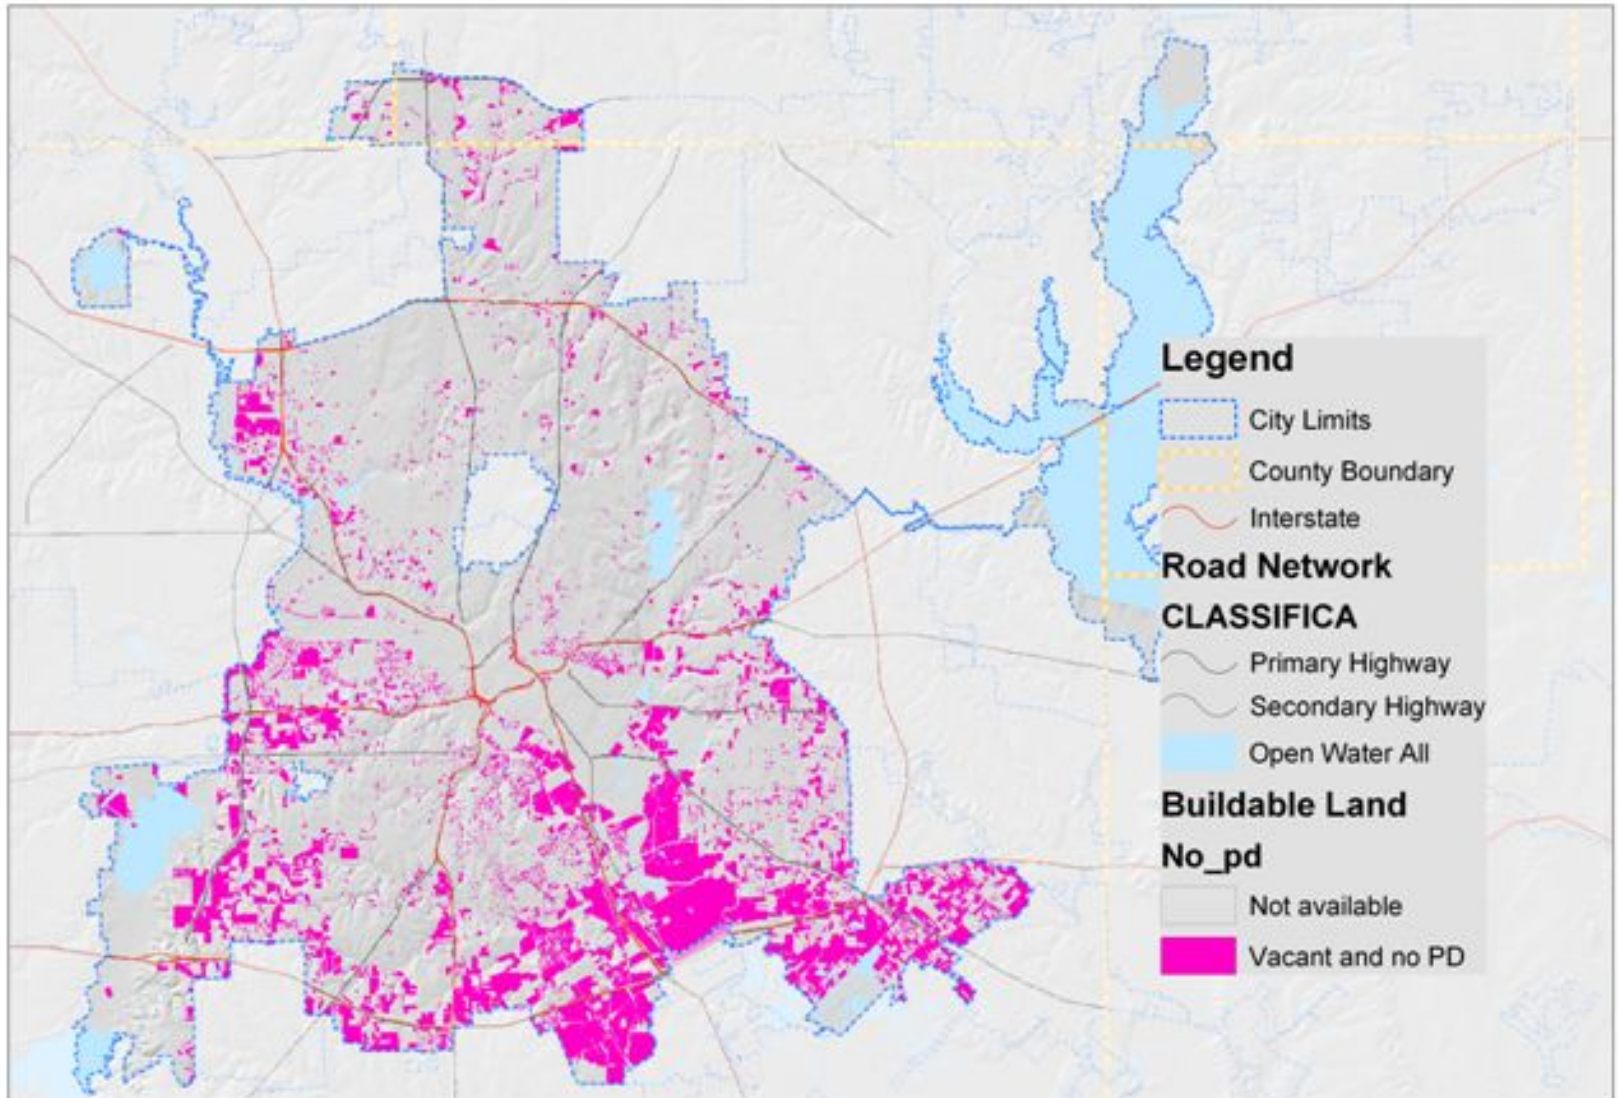 Legend
City Limits
County Boundary
Interstate
Road Network
CLASSIFICA
Primary Highway
Secondary Highway
Open Water All
Buildable Land
No_pd
Not available
Vacant and no PD